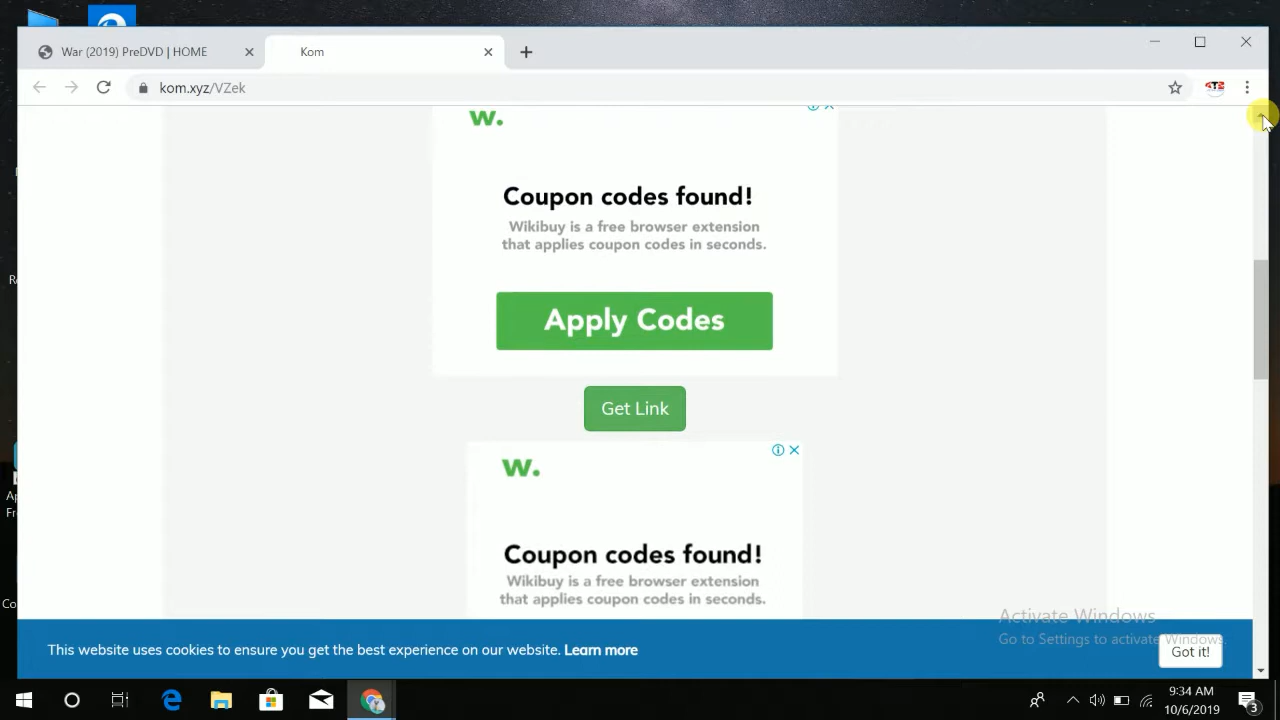 War (2019) PreDVD | HOME
Kom
kom.xyz/VZek
w.
Coupon codes found!
Wikibuy is a free browser extension
that applies coupon codes in seconds.
Apply Codes
Get Link
w.
Coupon codes found!
Wikibuy is a free browser extension
that applies coupon codes in seconds.
Activate Windows
Go to Settings to activate Windows.
This website uses cookies to ensure you get the best experience on our website. Learn more
Got it!
9:34 AM
10/6/2019
3